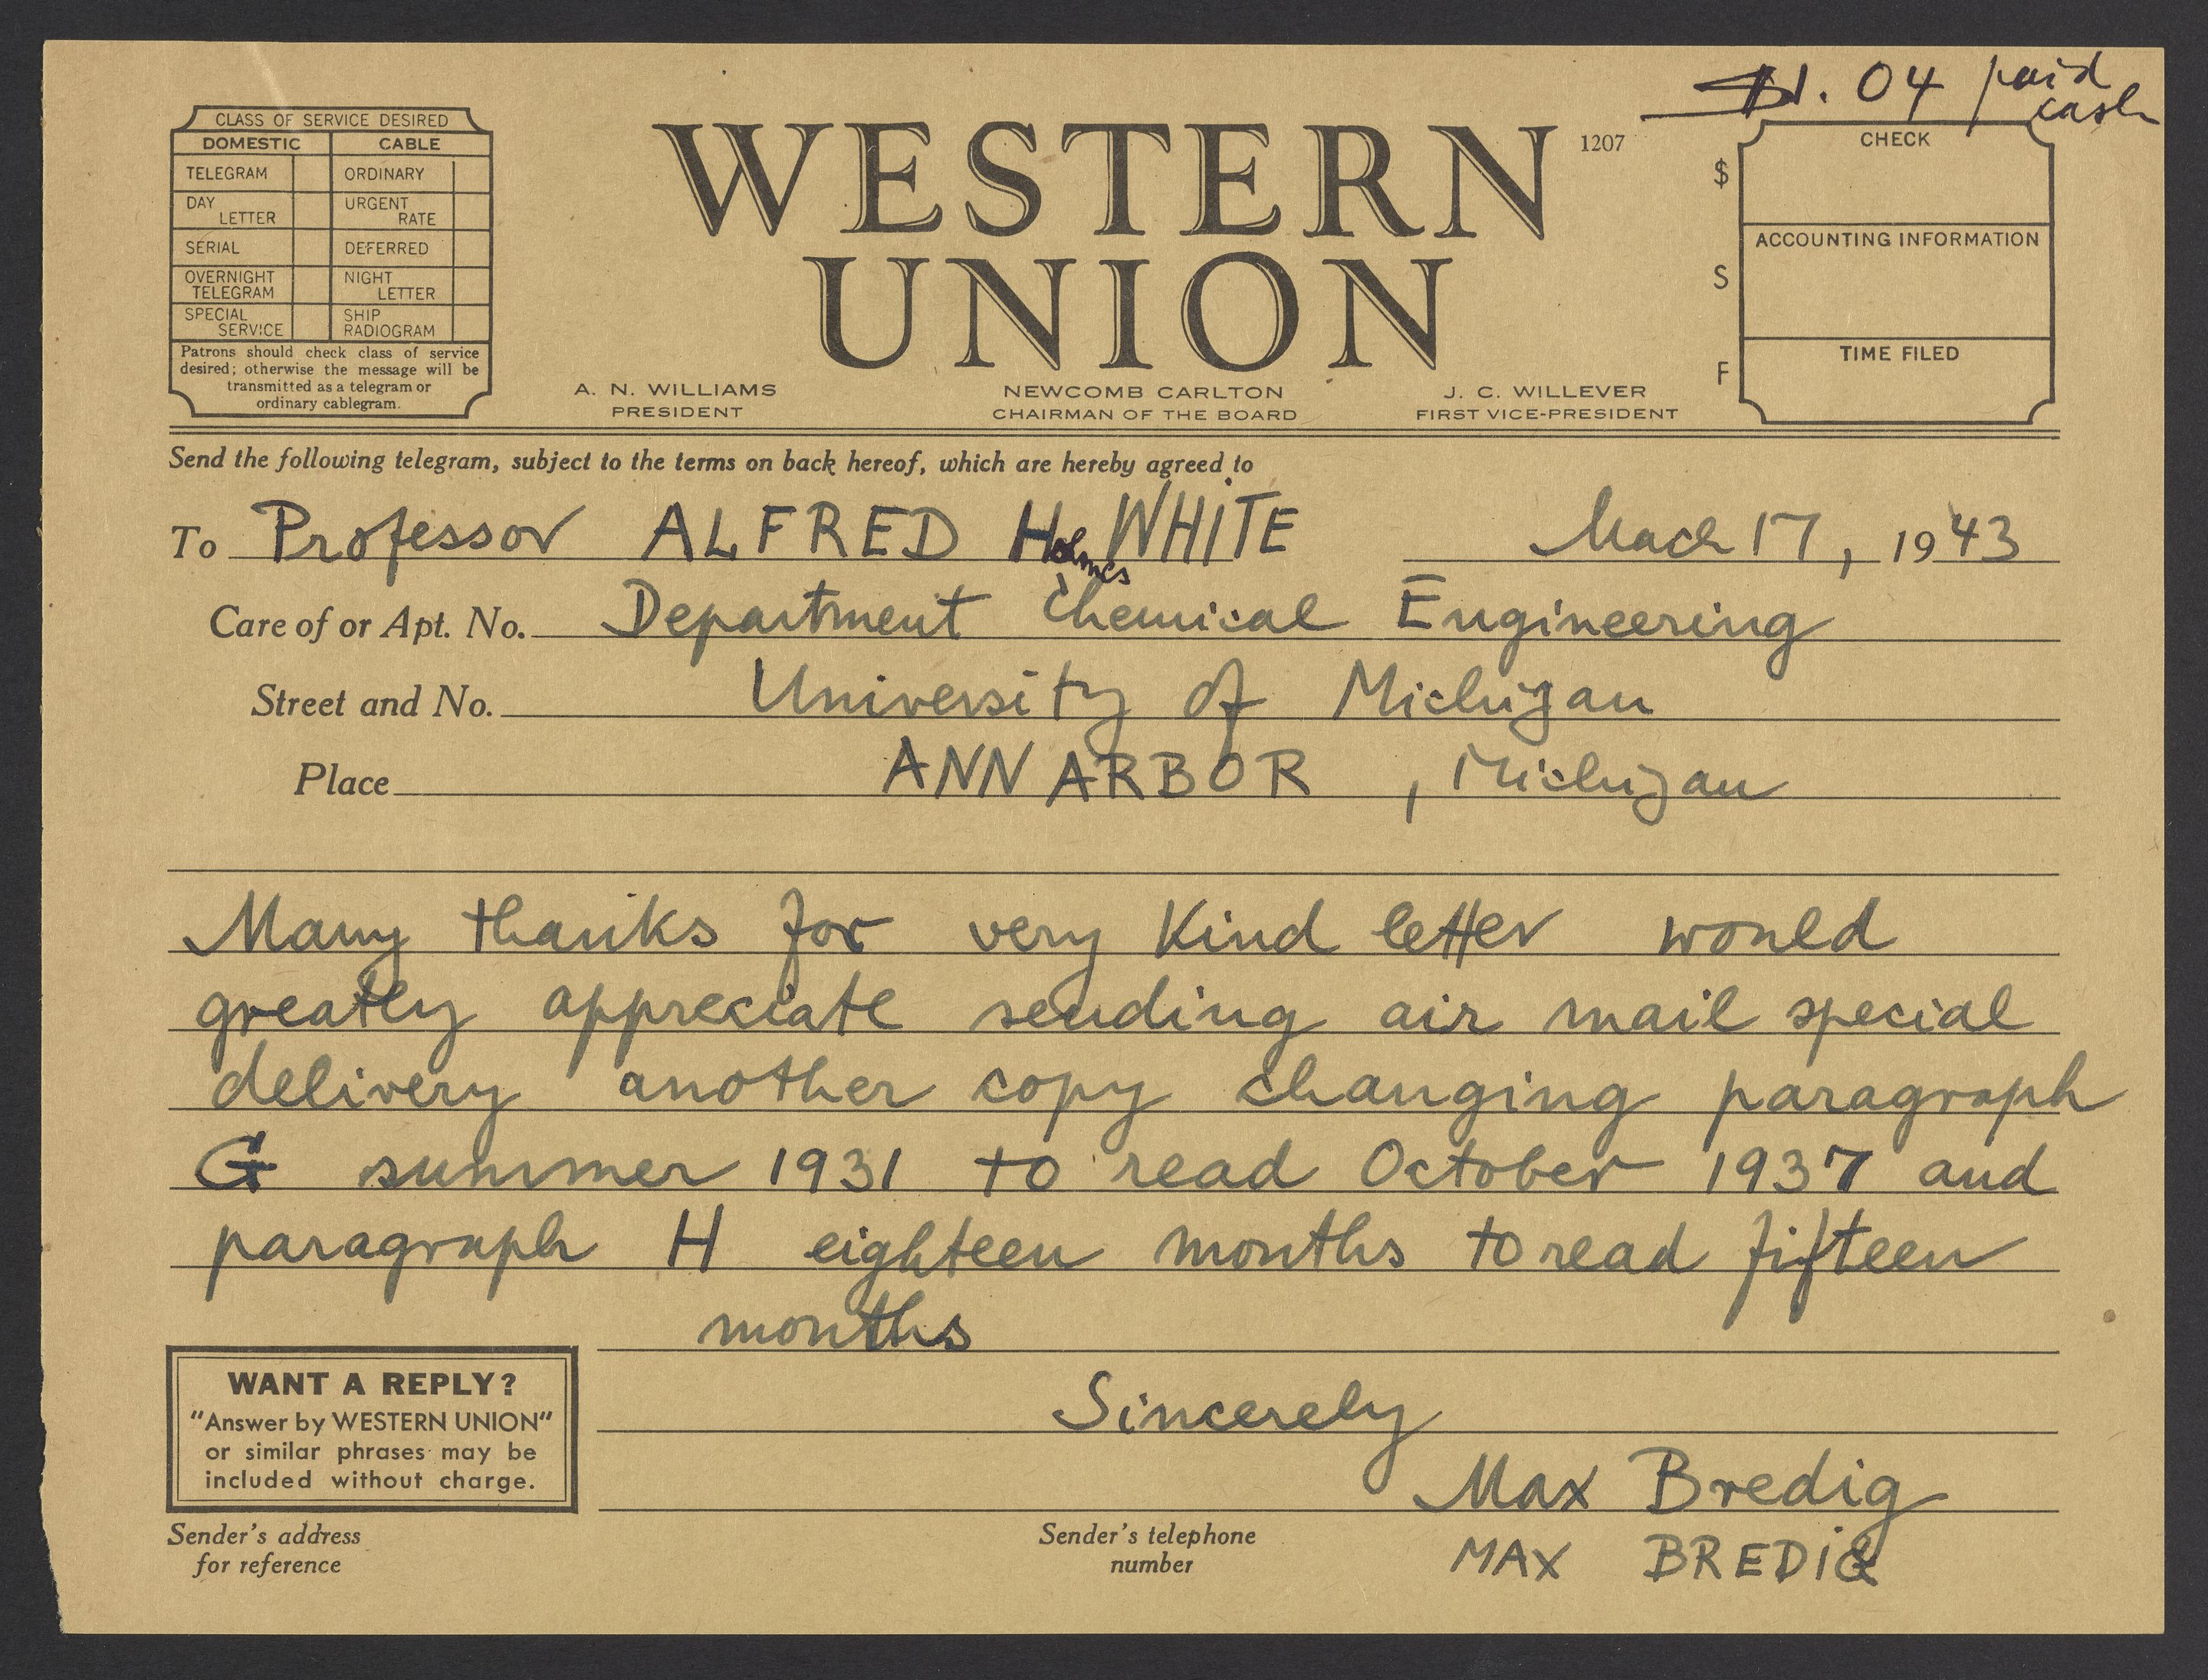 $1.04 paid
cash
CLASS OF SERVICE DESIRED
DOMESTIC CABLE
TELEGRAM ORDINARY
DAY LETTER URGENT RATE
SERIAL DEFERRED
OVERNIGHT TELEGRAM NIGHT LETTER
SPECIAL SERVICE SHIP RADIOGRAM
Patrons should check class of service
desired; otherwise the message will be
transmitted as a telegram or
ordinary cablegram.
WESTERN
UNION
1207
A. N. WILLIAMS
PRESIDENT
NEWCOMB CARLTON
CHAIRMAN OF THE BOARD
J. C. WILLEVER
FIRST VICE-PRESIDENT
$
S
F
CHECK
ACCOUNTING INFORMATION
TIME FILED
Send the following telegram, subject to the terms on back hereof, which are hereby agreed to
To Professor ALFRED Holmes WHITE March 17, 1943
Care of or Apt. No. Department Chemical Engineering
Street and No. University of Michigan
Place ANN ARBOR, Michigan
Many thanks for very kind letter would
greatly appreciate sending air mail special
delivery another copy changing paragraph
G summer 1931 to read October 1937 and
paragraph H eighteen months to read fifteen
months
Sincerely
Max Bredig
MAX BREDIG
WANT A REPLY?
"Answer by WESTERN UNION"
or similar phrases may be
included without charge.
Sender's address
for reference
Sender's telephone
number